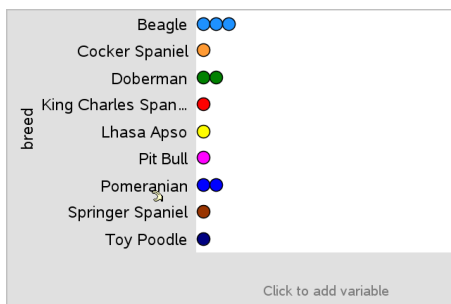 breed
Beagle
Cocker Spaniel
Doberman
King Charles Span...
Lhasa Apso
Pit Bull
Pomeranian
Springer Spaniel
Toy Poodle
Click to add variable